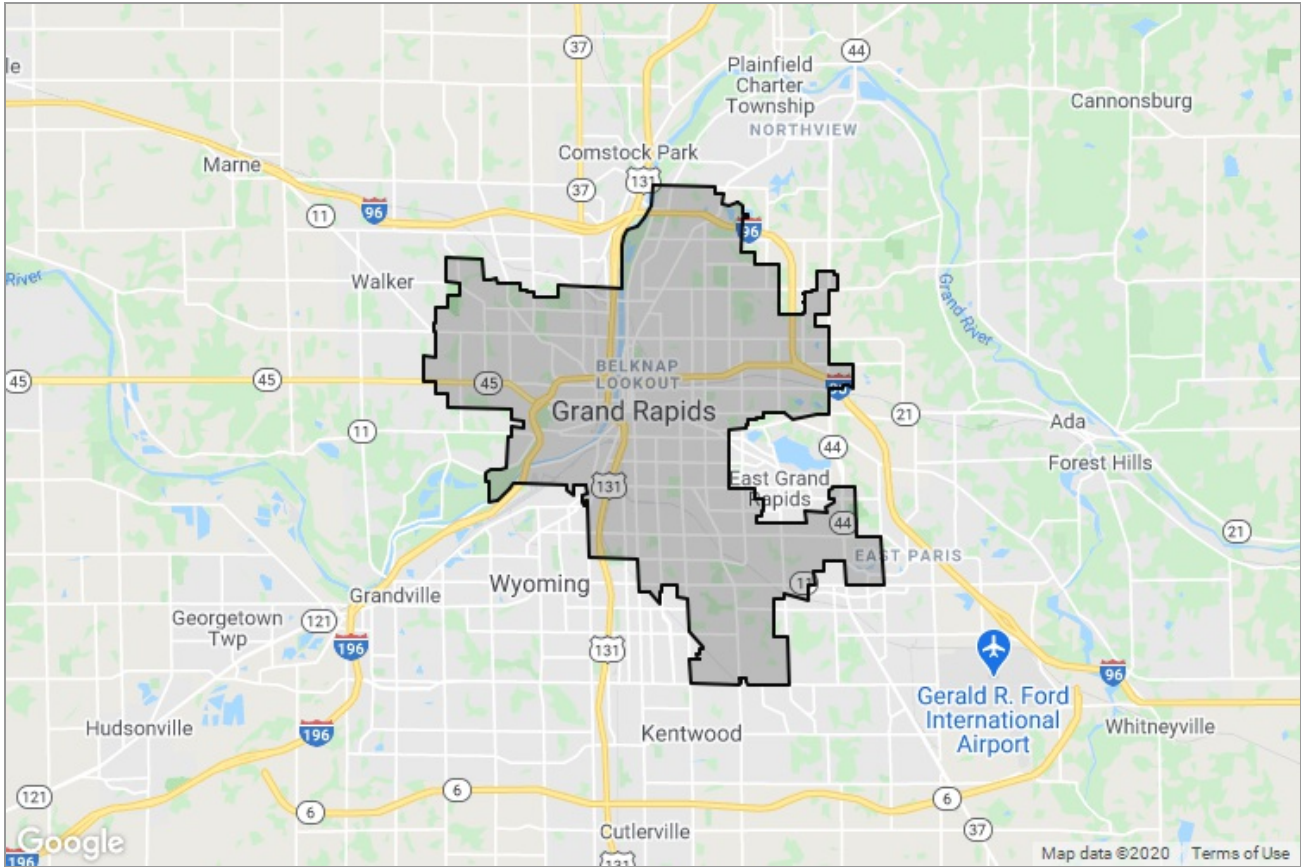 37
44
le
Plainfield
Charter
Township
Cannonsburg
NORTHVIEW
Comstock Park
Marne
131
37
11
96
96
River
Walker
Grand River
BELKNAP
LOOKOUT
45
45
45
96
Grand Rapids
21
Ada
11
44
Forest Hills
East Grand
Rapids
131
44
21
EAST PARIS
Wyoming
11
Grandville
Georgetown
Twp
121
196
131
96
Gerald R. Ford
International
Airport
Hudsonville
196
Kentwood
Whitneyville
121
6
6
6
Cutlerville
37
Google
196
131
Map data ©2020
Terms of Use